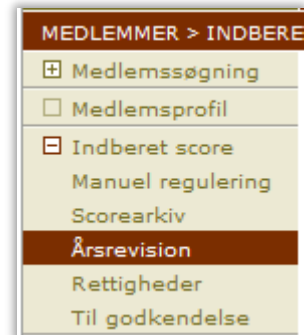 MEDLEMMER > INDBERE
Medlemssøgning
Medlemsprofil
Indberet score
Manuel regulering
Scorearkiv
Årsrevision
Rettigheder
Til godkendelse